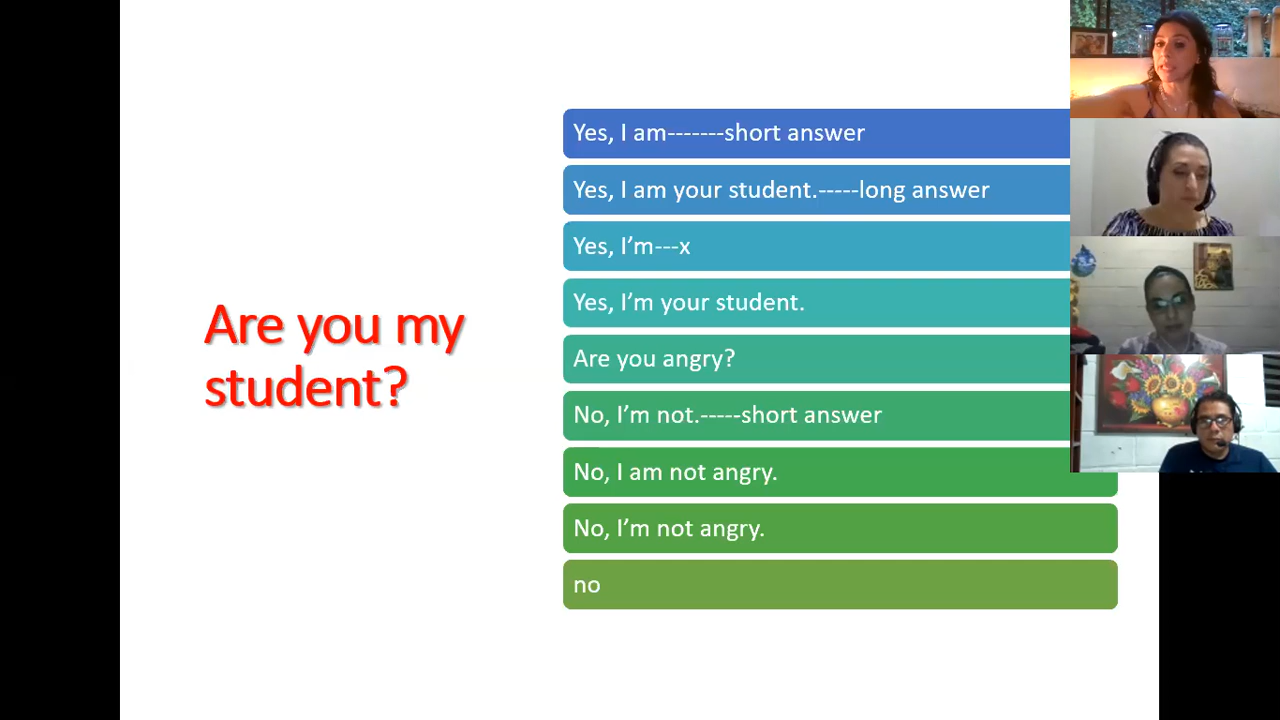 Are you my
student?
Yes, I am-------short answer
Yes, I am your student.-----long answer
Yes, I’m---x
Yes, I’m your student.
Are you angry?
No, I’m not.-----short answer
No, I am not angry.
No, I’m not angry.
no